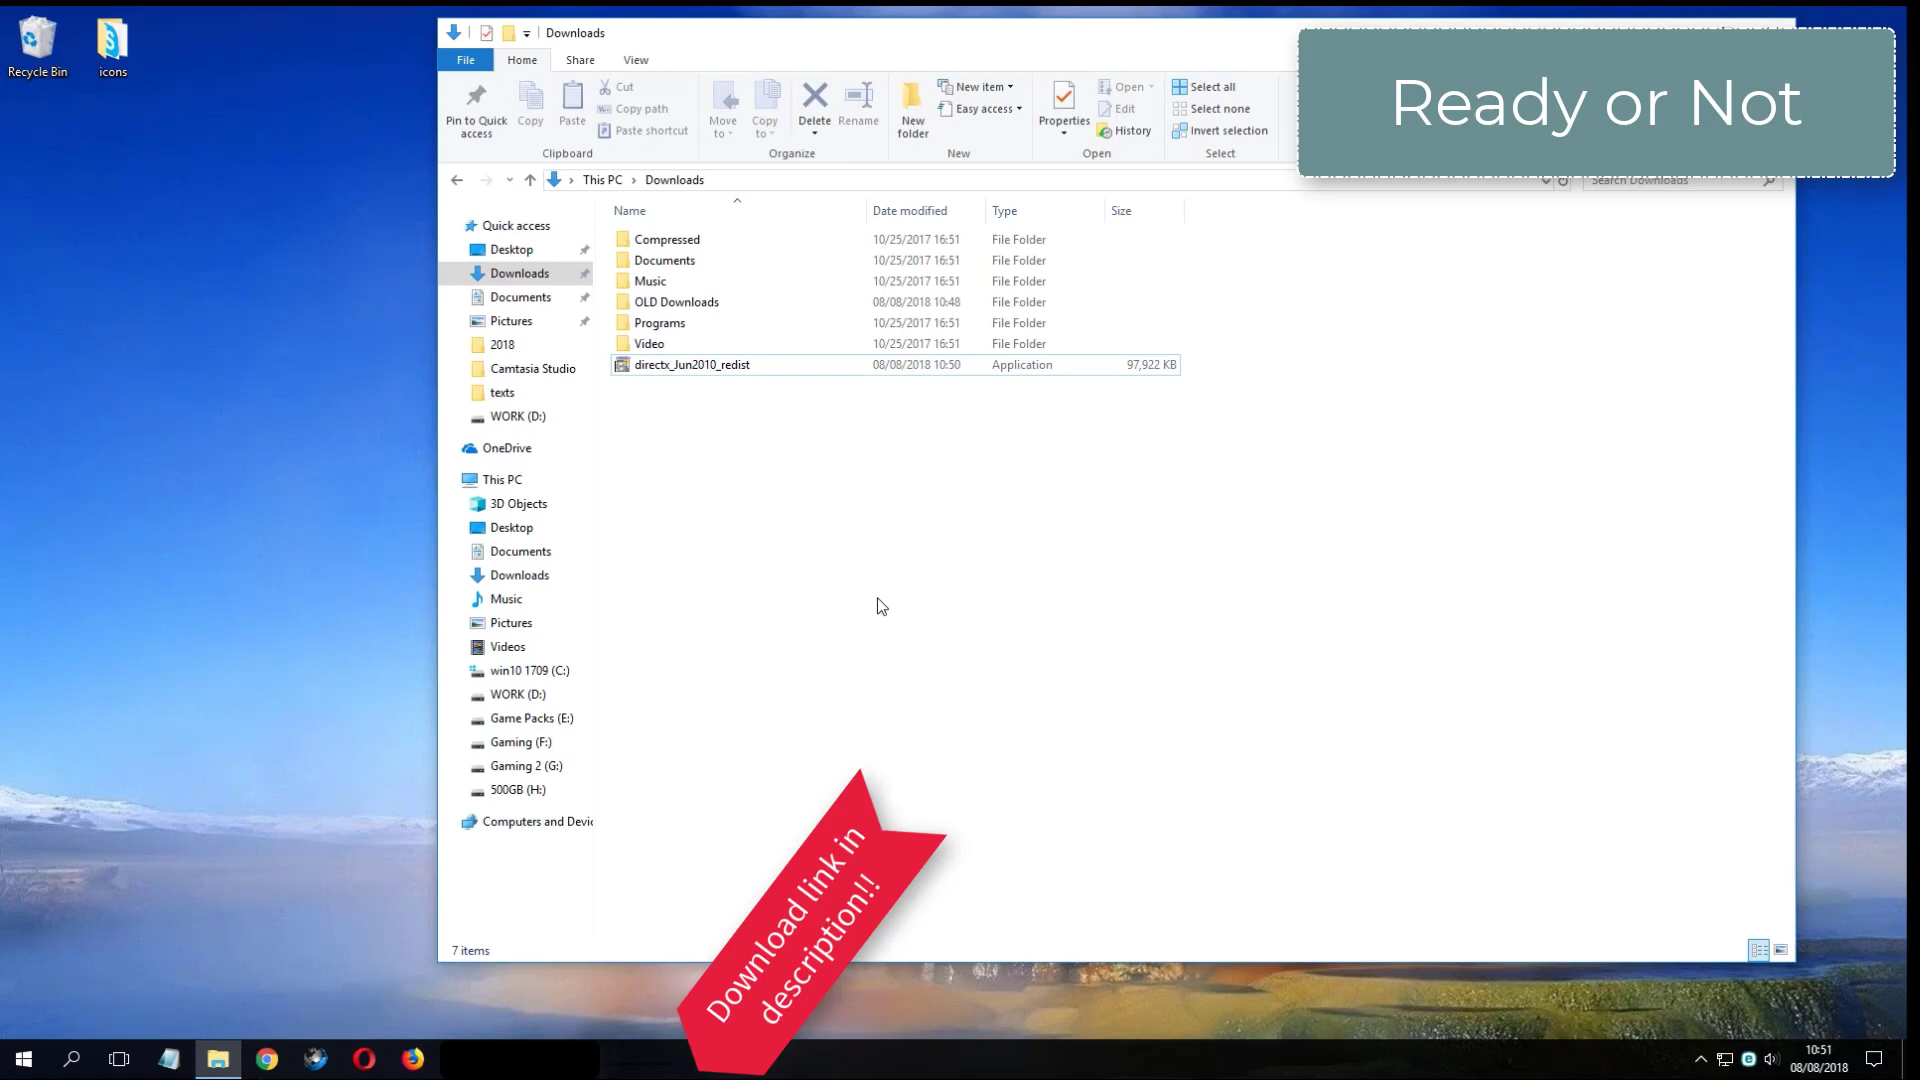 Recycle Bin
icons
Downloads
File
Home
Share
View
Pin to Quick
access
Copy
Paste
Cut
Copy path
Paste shortcut
Clipboard
Move
to
Copy
to
Delete
Rename
Organize
New
folder
New item
Easy access
New
Properties
Open
Edit
History
Open
Select all
Select none
Invert selection
Select
Ready or Not
This PC
Downloads
Search Downloads
Name
Date modified
Type
Size
Compressed 10/25/2017 16:51 File Folder
Documents 10/25/2017 16:51 File Folder
Music 10/25/2017 16:51 File Folder
OLD Downloads 08/08/2018 10:48 File Folder
Programs 10/25/2017 16:51 File Folder
Video 10/25/2017 16:51 File Folder
directx_Jun2010_redist 08/08/2018 10:50 Application 97,922 KB
Quick access
Desktop
Downloads
Documents
Pictures
2018
Camtasia Studio
texts
WORK (D:)
OneDrive
This PC
3D Objects
Desktop
Documents
Downloads
Music
Pictures
Videos
win10 1709 (C:)
WORK (D:)
Game Packs (E:)
Gaming (F:)
Gaming 2 (G:)
500GB (H:)
Computers and Devi
7 items
Download link in
description!!
10:51
08/08/2018